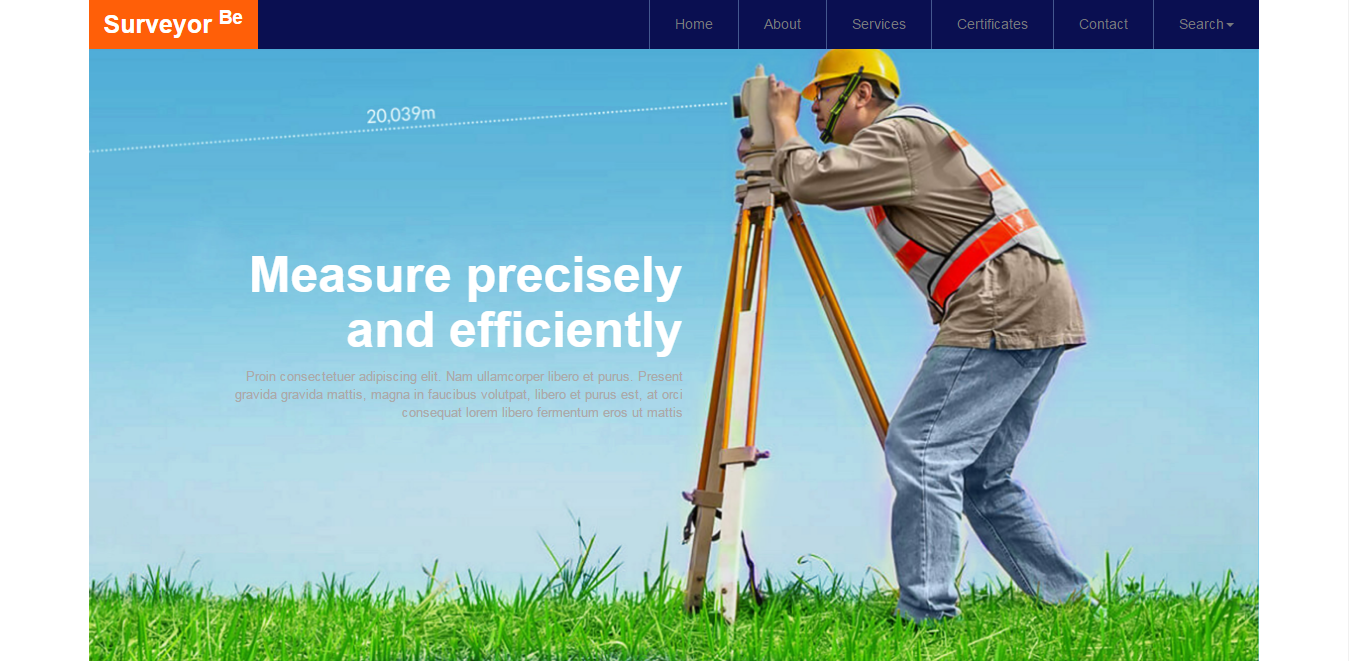 Surveyor Be
Home
About
Services
Certificates
Contact
Search
20,039m
Measure precisely
and efficiently
Proin consectetuer adipiscing elit. Nam ullamcorper libero et purus. Present
gravida gravida mattis, magna in faucibus volutpat, libero et purus est, at orci
consequat lorem libero fermentum eros ut mattis